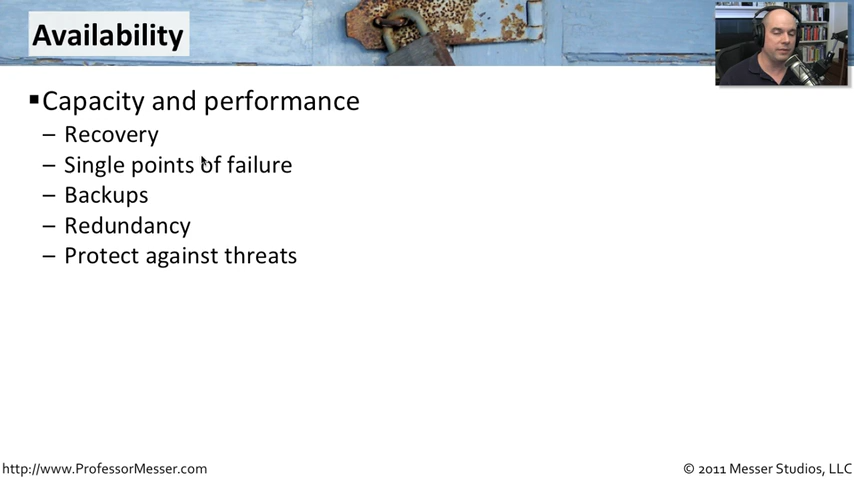 Availability
▪Capacity and performance
– Recovery
– Single points of failure
– Backups
– Redundancy
– Protect against threats
http://www.ProfessorMesser.com
© 2011 Messer Studios, LLC